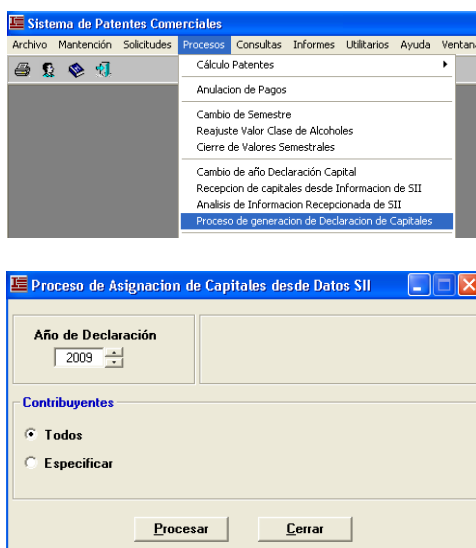 Sistema de Patentes Comerciales
Archivo Mantención Solicitudes Procesos Consultas Informes Utilitarios Ayuda Ventana
Cálculo Patentes
Anulacion de Pagos
Cambio de Semestre
Reajuste Valor Clase de Alcoholes
Cierre de Valores Semestrales
Cambio de año Declaración Capital
Recepcion de capitales desde Informacion de SII
Analisis de Informacion Recepcionada de SII
Proceso de generacion de Declaracion de Capitales
Proceso de Asignacion de Capitales desde Datos SII
Año de Declaración
2009
Contribuyentes
Todos
Especificar
Procesar Cerrar